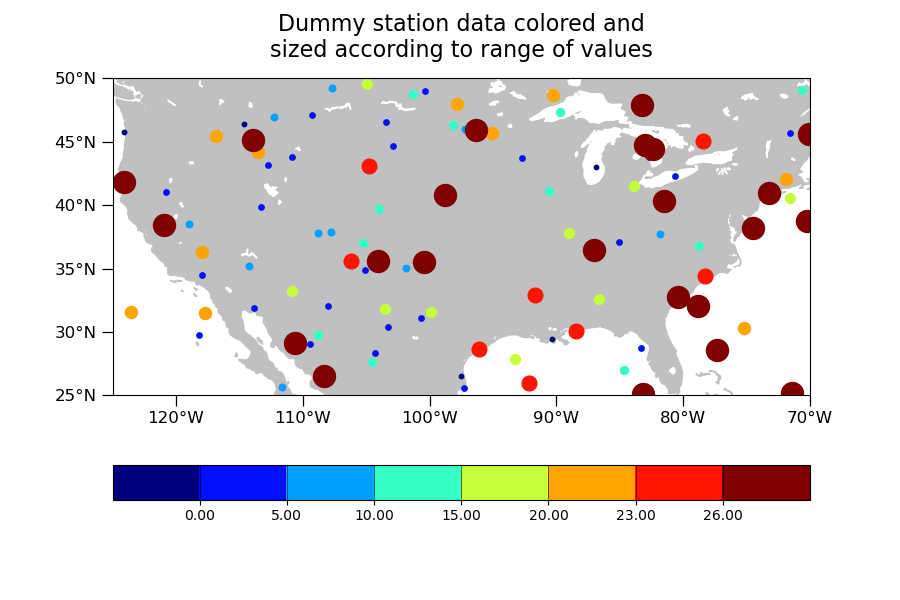 Dummy station data colored and
sized according to range of values
50°N
45°N
40°N
35°N
30°N
25°N
120°W 110°W 100°W 90°W 80°W 70°W
0.00 5.00 10.00 15.00 20.00 23.00 26.00